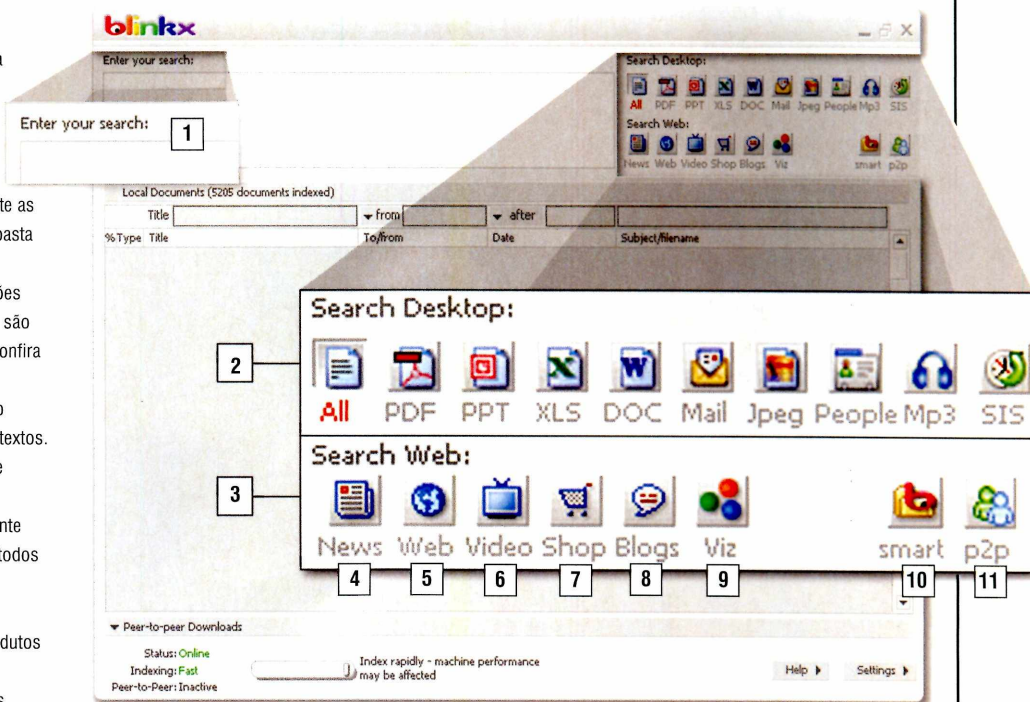 blinkx
Enter your search:
Search Desktop:
All PDF PPT XLS DOC Mail Jpeg People Mp3 SIS
Search Web:
News Web Video Shop Blogs Viz smart p2p
Enter your search: 1
Local Documents (5205 documents indexed)
Title from after
%Type Title To/from Date Subject/filename
a
te as
pasta
ões
são
onfira
o
textos.
e
nte
todos
dutos
s
Search Desktop:
2
All PDF PPT XLS DOC Mail Jpeg People Mp3 SIS
Search Web:
3
News Web Video Shop Blogs Viz smart p2p
4 5 6 7 8 9 10 11
Peer-to-peer Downloads
Status: Online
Indexing: Fast
Peer-to-Peer: Inactive
Index rapidly - machine performance
may be affected
Help Settings